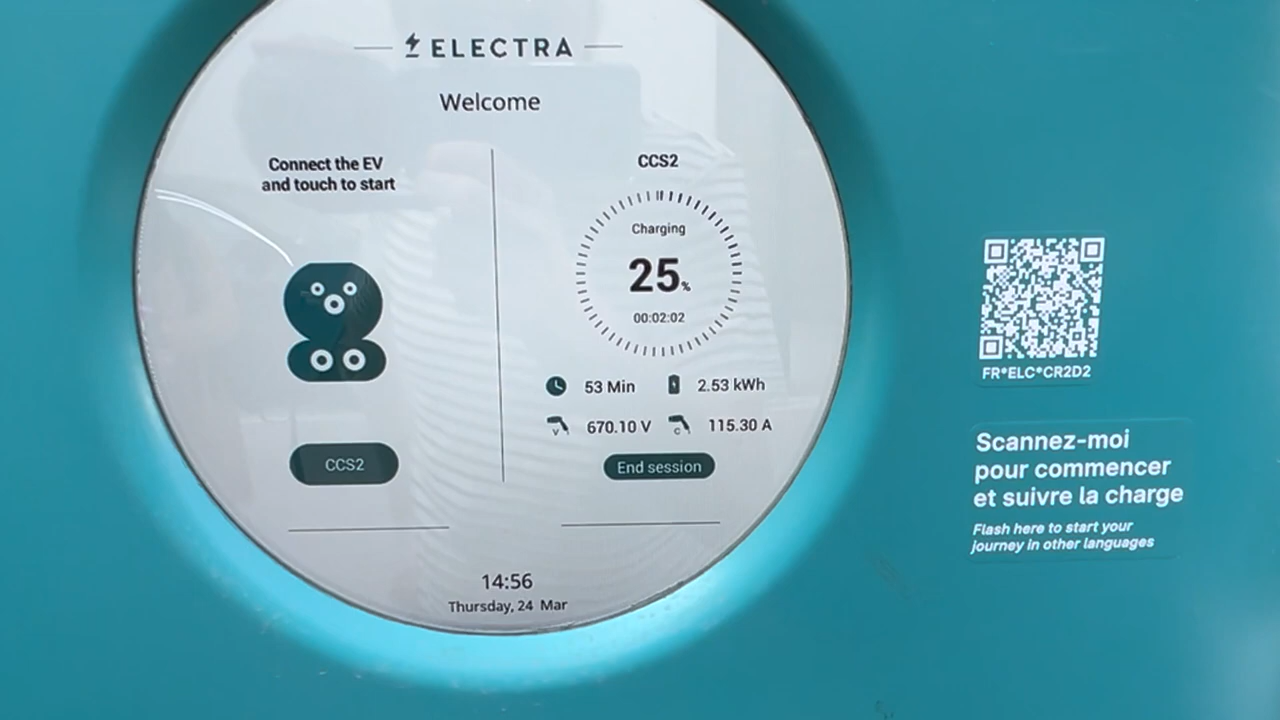 ELECTRA
Welcome
Connect the EV
and touch to start
CCS2
CCS2
Charging
25%
00:02:02
53 Min
2.53 kWh
V
670.10 V
C
115.30 A
End session
14:56
Thursday, 24 Mar
FR*ELC*CR2D2
Scannez-moi
pour commencer
et suivre la charge
Flash here to start your
journey in other languages